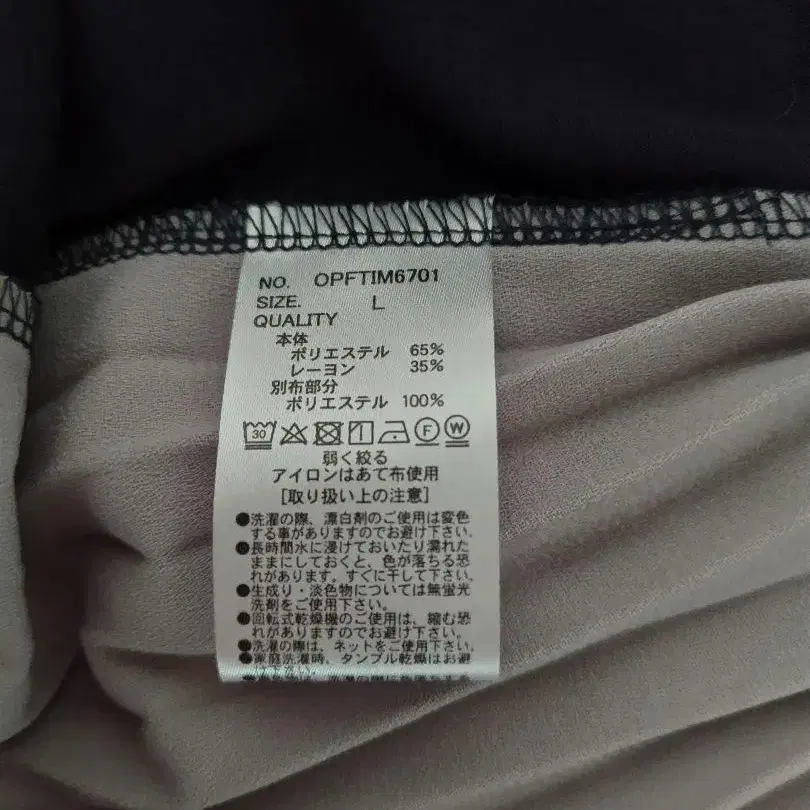 NO. OPFTIM6701
SIZE. L
QUALITY
本体
ポリエステル 65%
レーヨン 35%
別布部分
ポリエステル 100%
30 F W
弱く絞る
アイロンはあて布使用
[取り扱い上の注意]
●洗濯の際、漂白剤のご使用は変色
する事がありますのでお避け下さい。
●長時間水に浸けておいたり濡れた
ままにしておくと、色が落ちる恐
れがあります。すぐに干して下さい。
●生成り・淡色物については無蛍光
洗剤をご使用下さい。
●回転式乾燥機のご使用は、縮む恐
れがありますのでお避け下さい。
●洗濯の際は、ネットをご使用下さい。
●家庭洗濯時、タンブル乾燥はお避